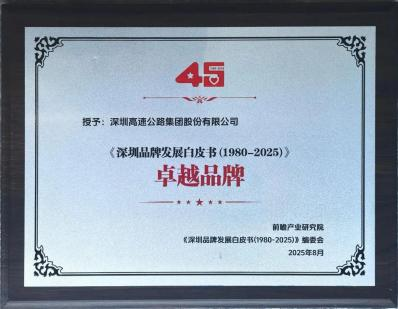 45
授予：深圳高速公路集团股份有限公司
《深圳品牌发展白皮书(1980-2025)》
卓越品牌
前瞻产业研究院
《深圳品牌发展白皮书(1980-2025)》编委会
2025年8月